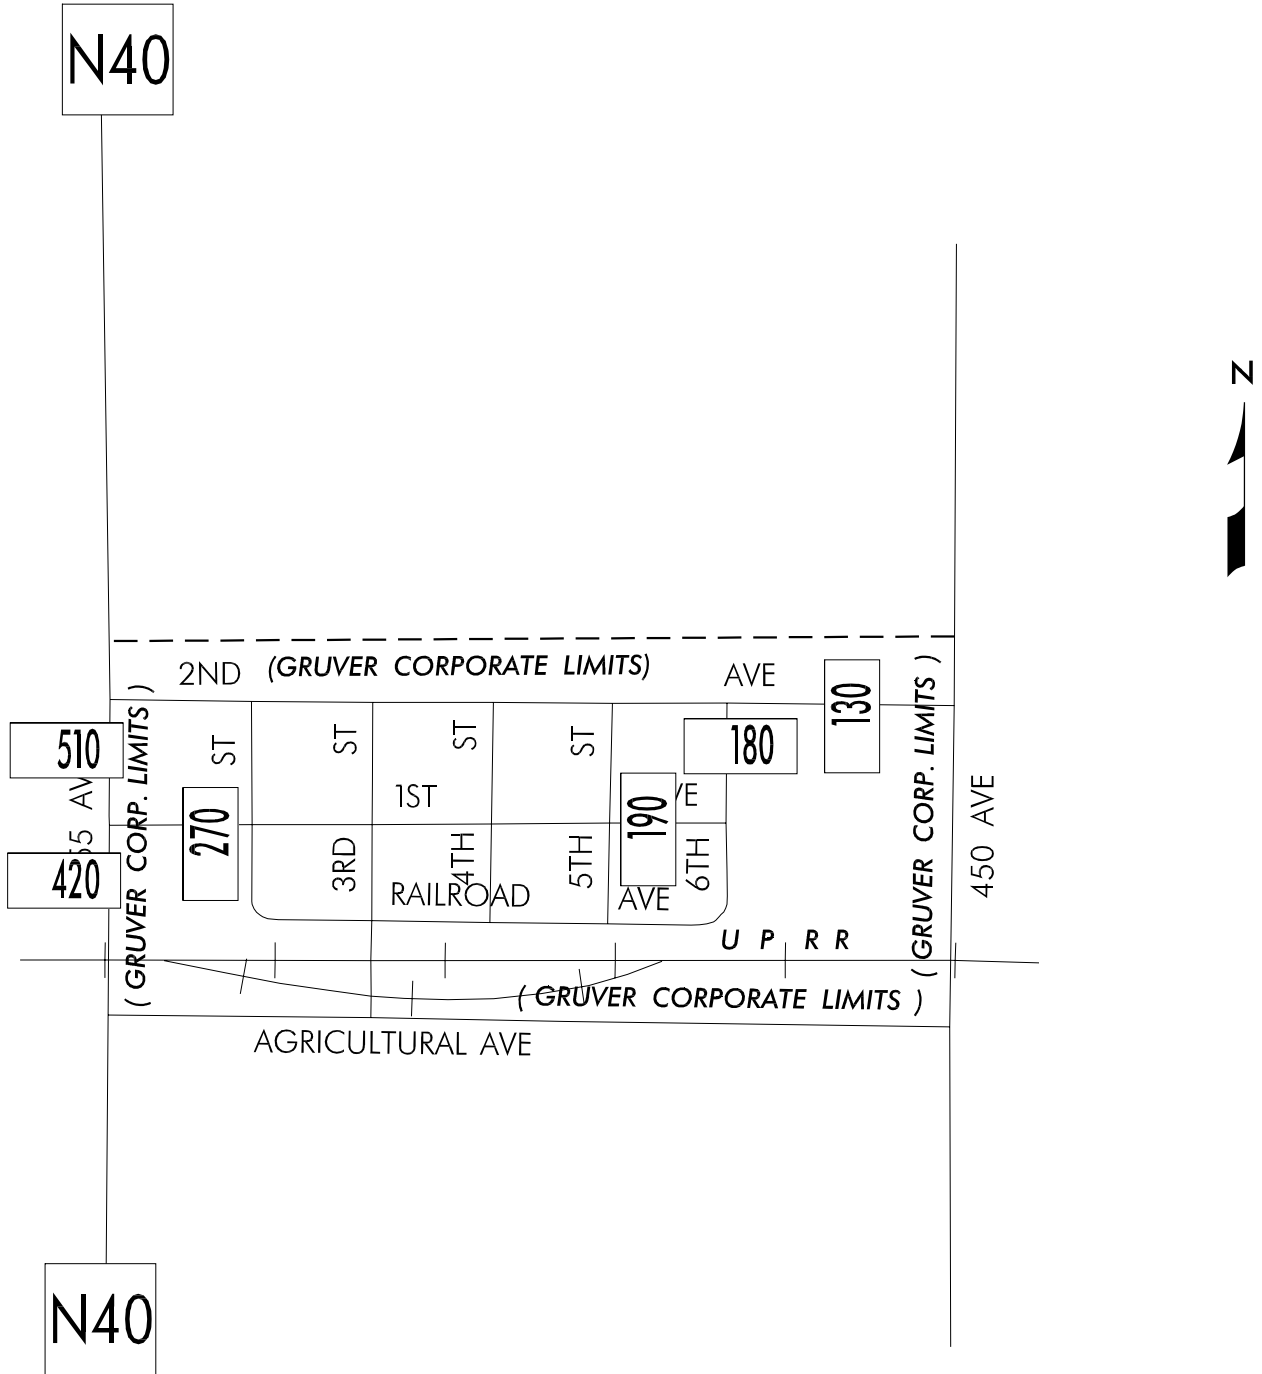 N40
N
2ND
(GRUVER CORPORATE LIMITS)
AVE
130
510
180
ST
ST
ST
ST
(GRUVER CORP. LIMITS)
(GRUVER CORP. LIMITS)
1ST
190
270
450 AVE
420
3RD
4TH
5TH
6TH
RAILROAD
AVE
U P R R
(GRUVER CORPORATE LIMITS)
AGRICULTURAL AVE
N40